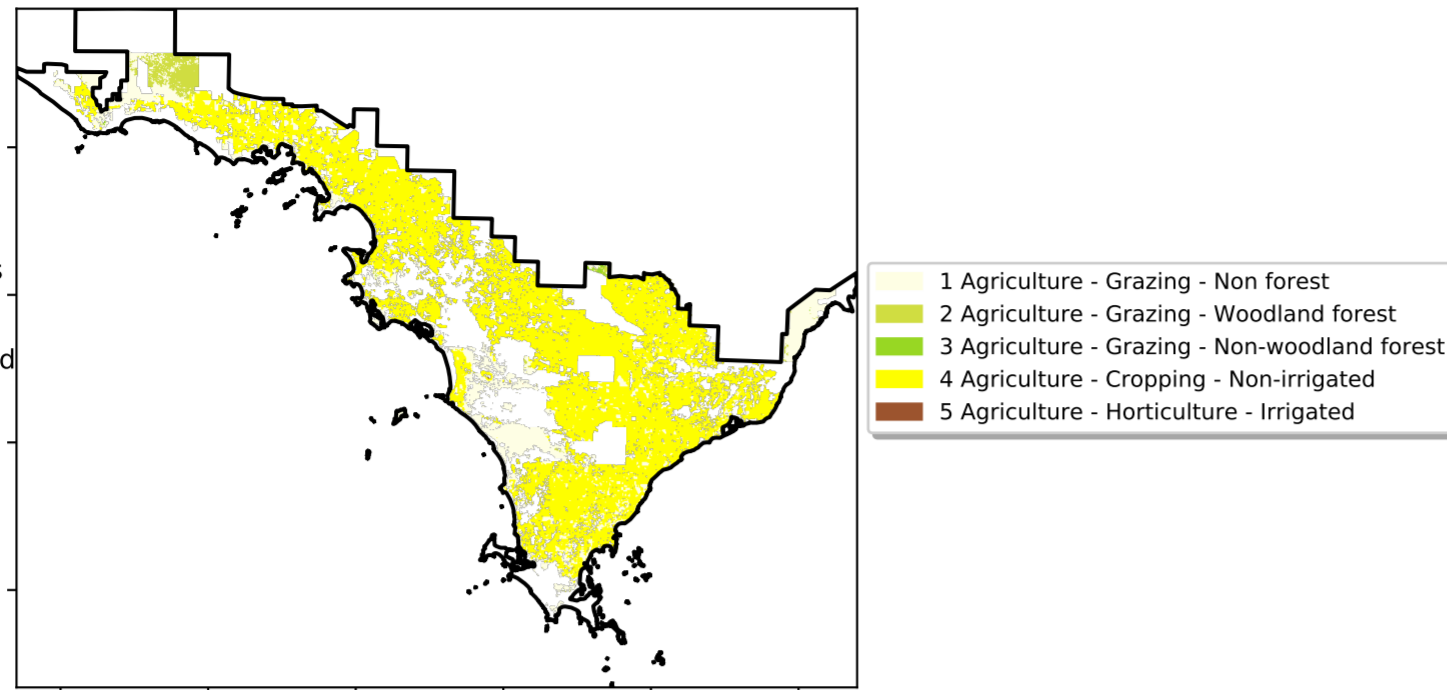 s
1 Agriculture - Grazing - Non forest
2 Agriculture - Grazing - Woodland forest
3 Agriculture - Grazing - Non-woodland forest
d
4 Agriculture - Cropping - Non-irrigated
5 Agriculture - Horticulture - Irrigated